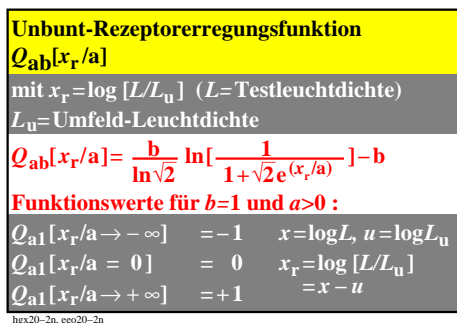 Unbunt-Rezeptorerregungsfunktion
Qab[xr/a]
mit xr=log [L/Lu] (L=Testleuchtdichte)
Lu=Umfeld-Leuchtdichte
Qab[xr/a]= b/ln√2 ln[1/(1+√2e^(xr/a))]−b
Funktionswerte für b=1 und a>0 :
Qa1[xr/a→−∞] =−1 x=logL, u=logLu
Qa1[xr/a = 0] = 0 xr=log [L/Lu]
Qa1[xr/a→+∞] =+1 =x−u
hgx20−2n, eeo20−2n